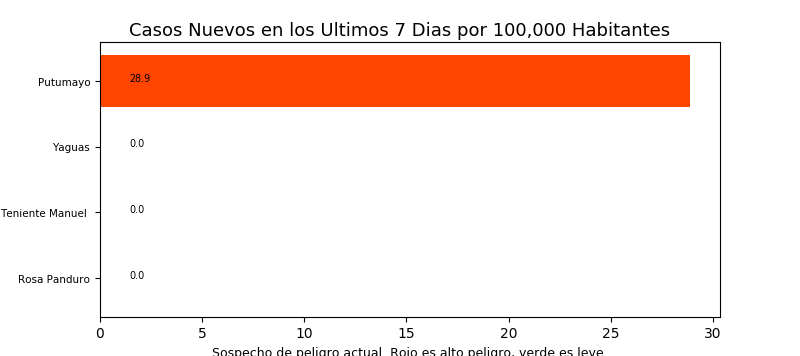 Casos Nuevos en los Ultimos 7 Dias por 100,000 Habitantes
Putumayo 28.9
Yaguas 0.0
Teniente Manuel 0.0
Rosa Panduro 0.0
0 5 10 15 20 25 30
Sospecho de peligro actual. Rojo es alto peligro, verde es leve